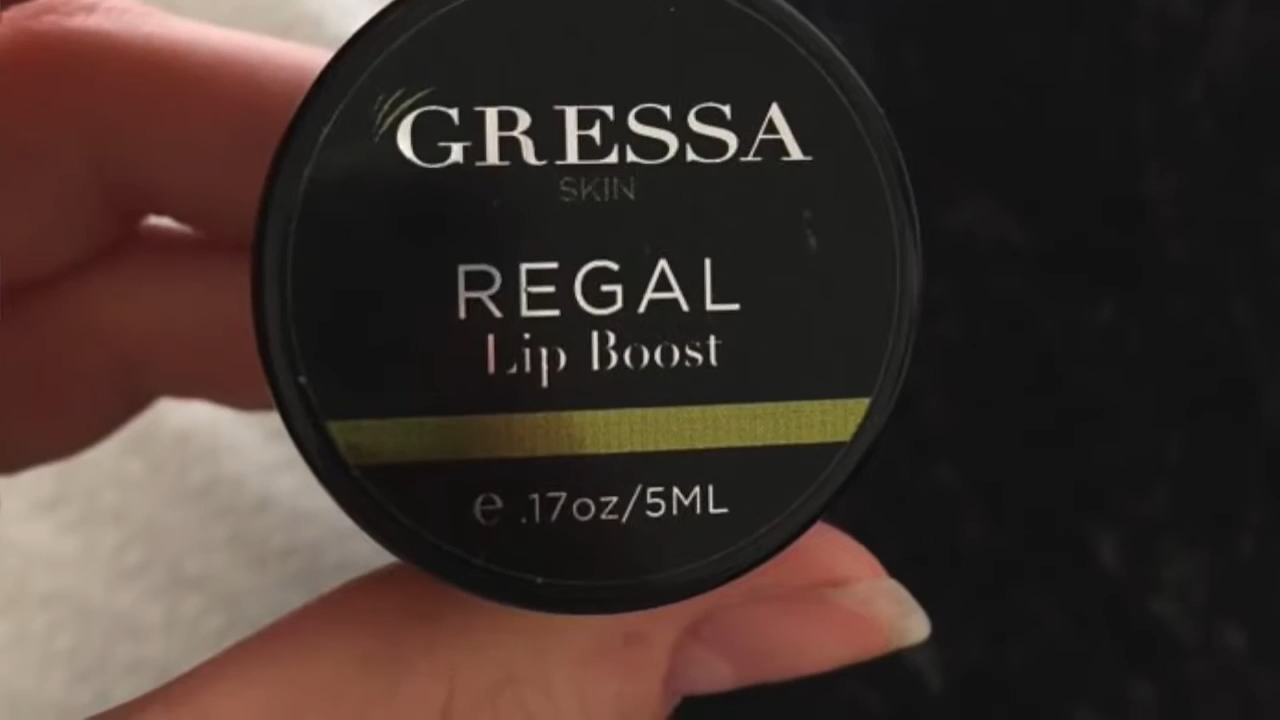 GRESSA
SKIN
REGAL
Lip Boost
℮ .17oz/5ML